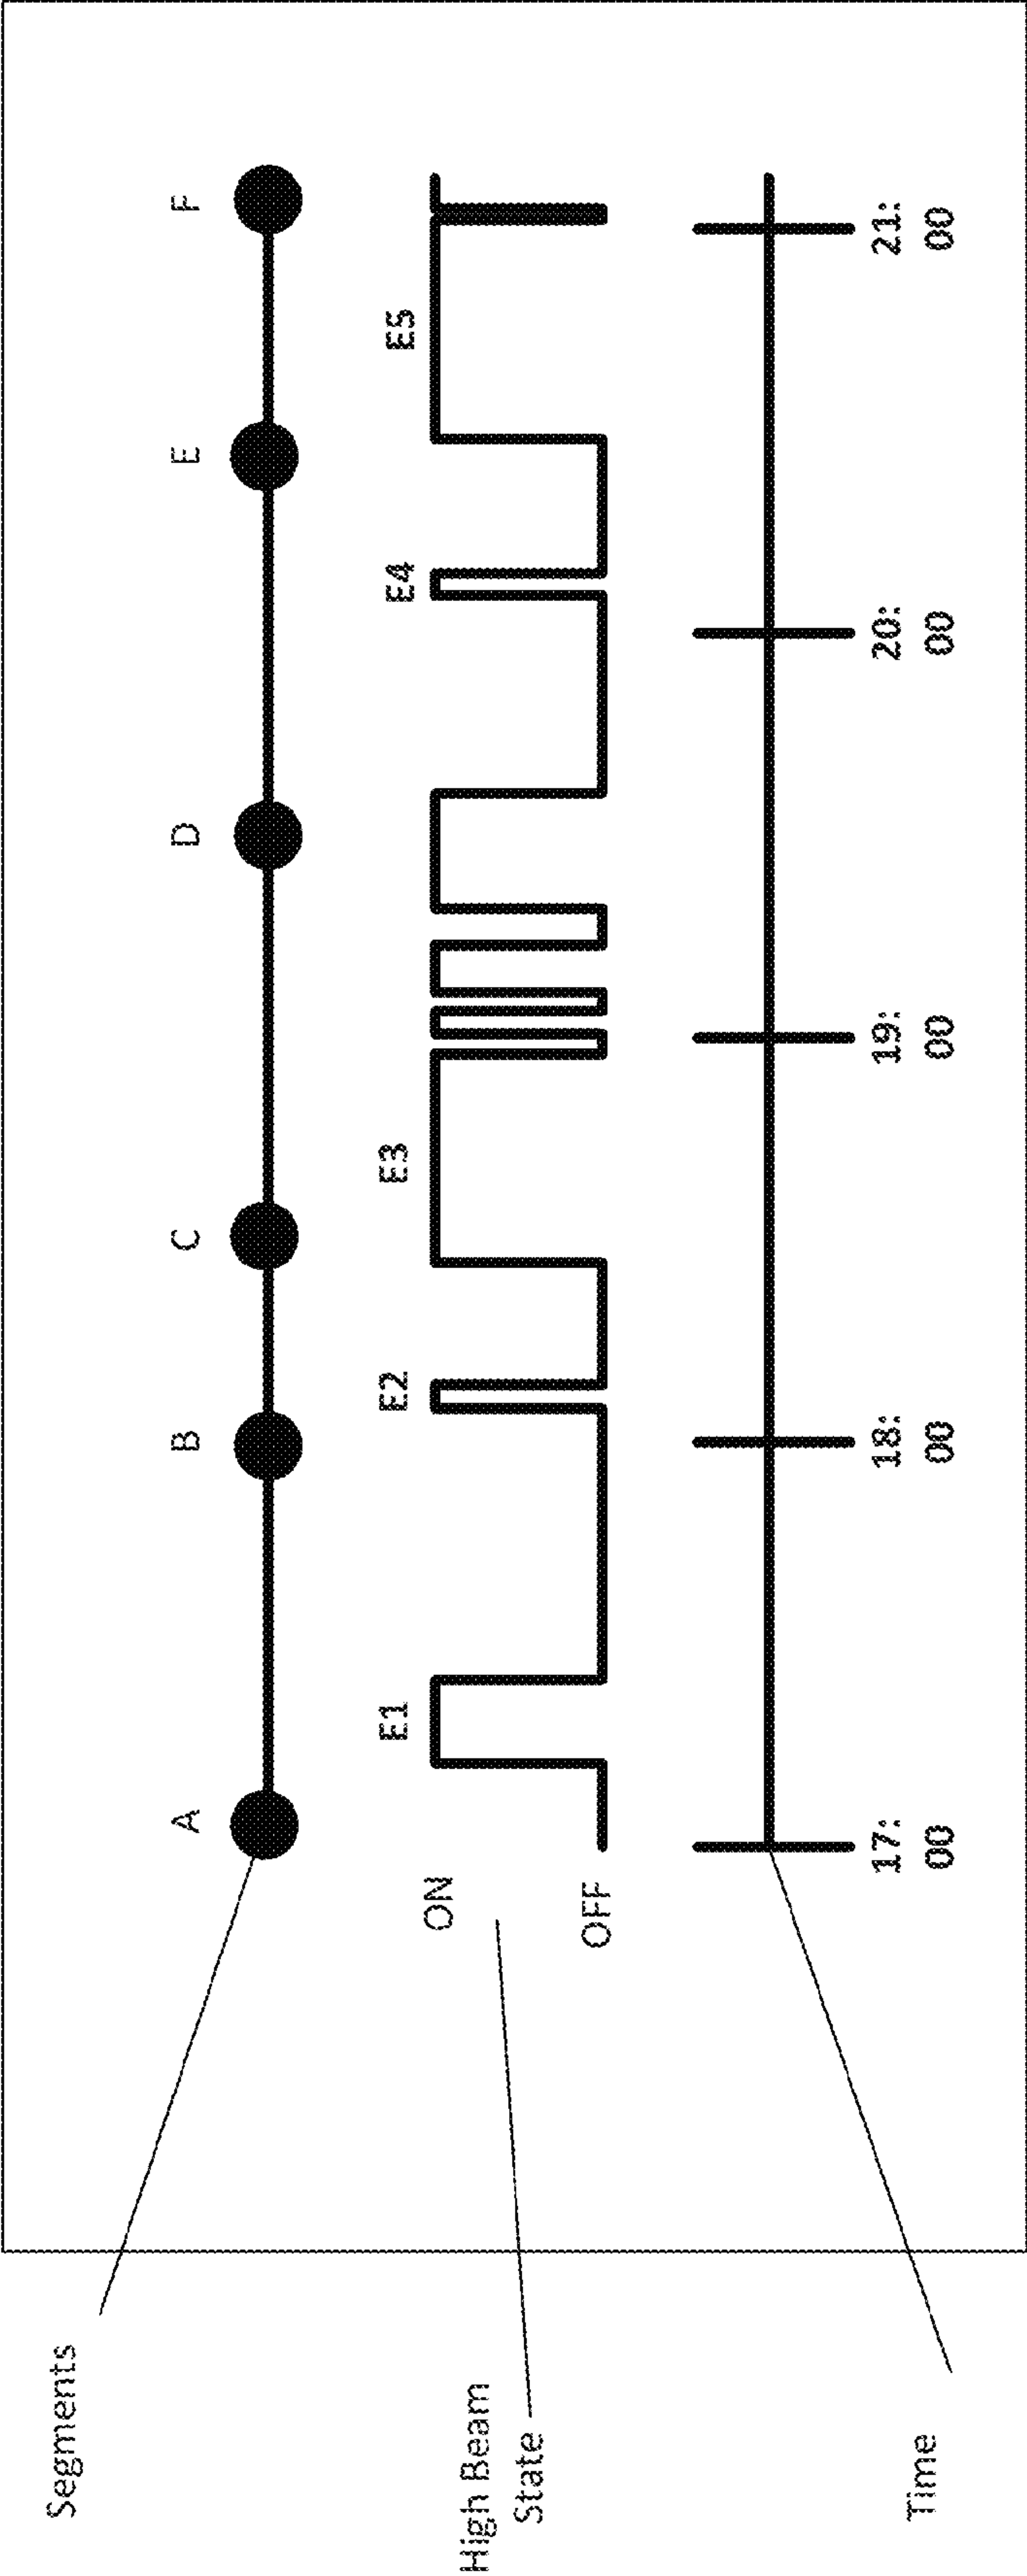 Segments
A
B
C
D
E
F
High Beam
State
ON
OFF
E1
E2
E3
E4
E5
Time
17:
00
18:
00
19:
00
20:
00
21:
00